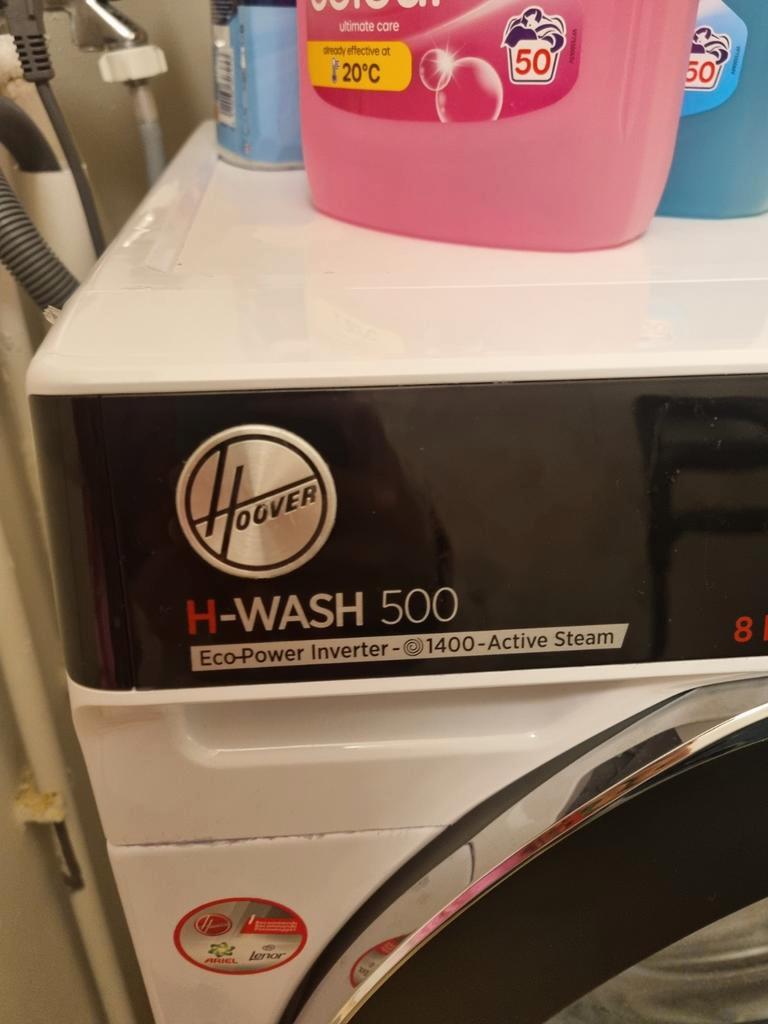 ultimate care
already effective at
20°C
50
50
HOOVER
H-WASH 500
Eco-Power Inverter - 1400 - Active Steam
8
ARIEL
Lenor